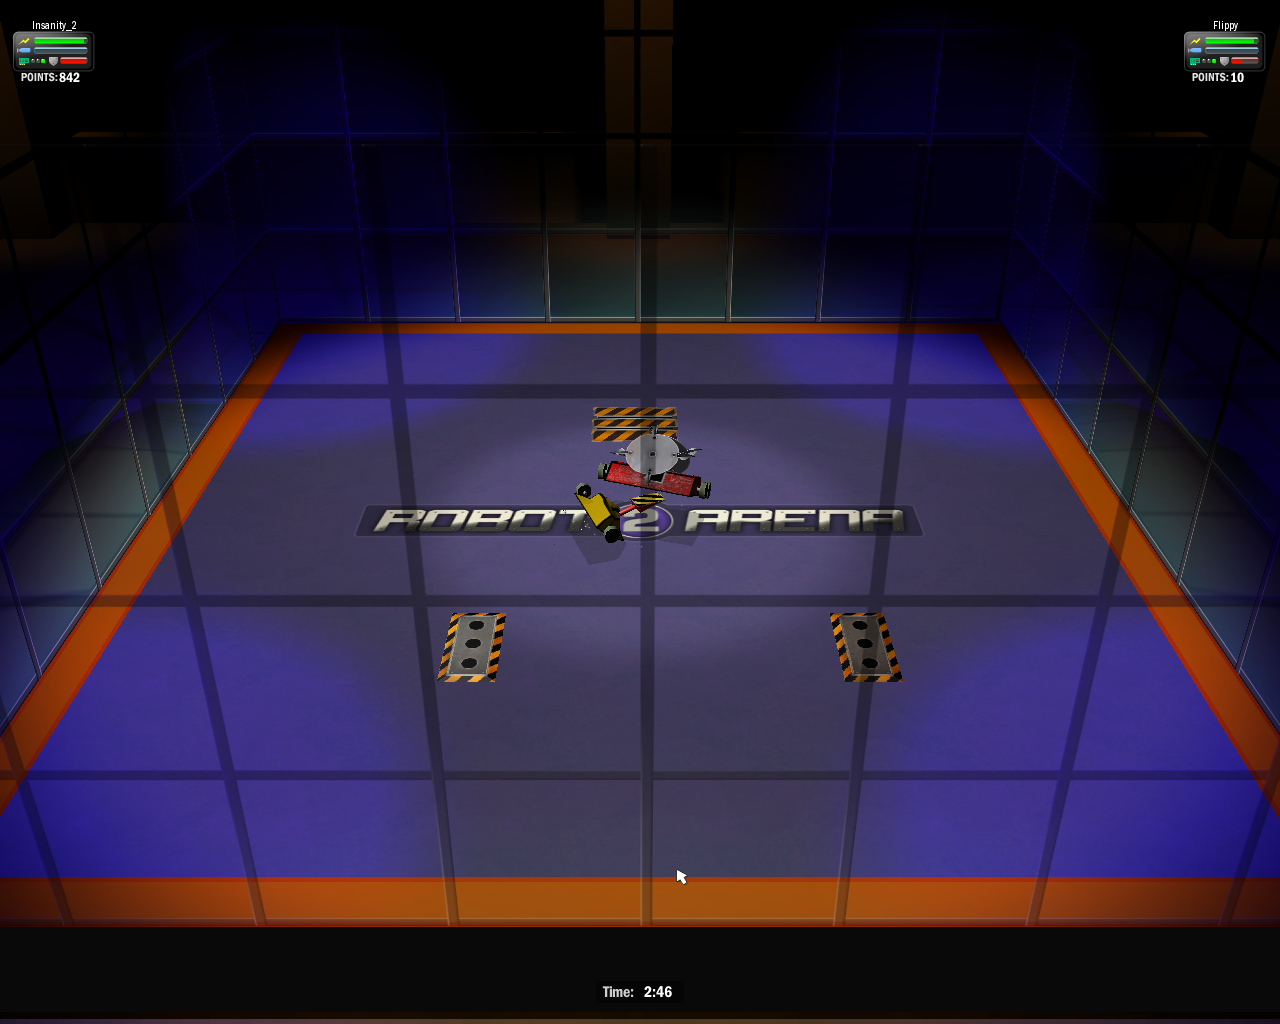 Insanity_2
POINTS: 842
Flippy
POINTS: 10
ROBOT 2 ARENA
Time: 2:46